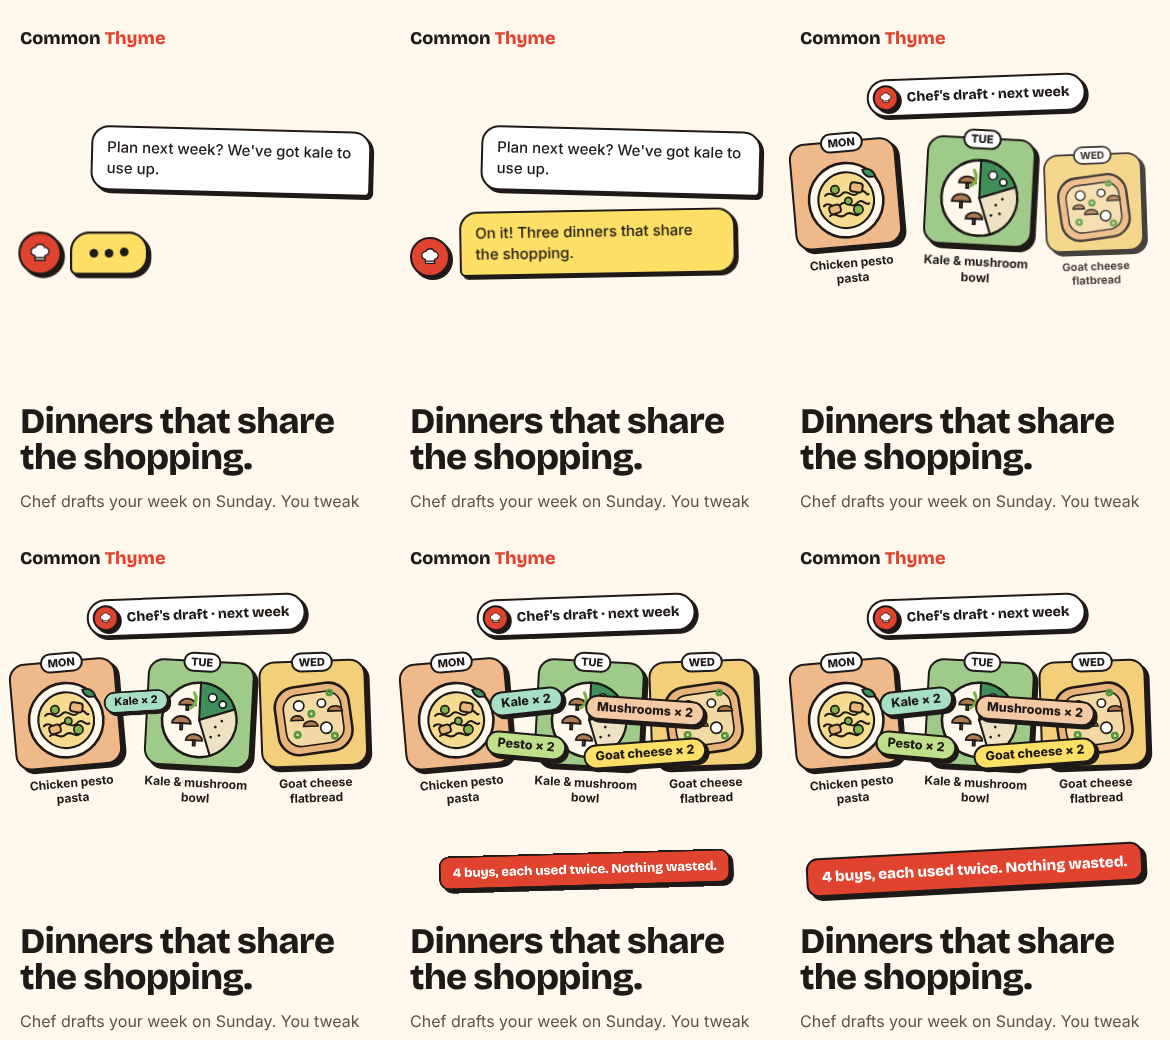 Common Thyme
Plan next week? We've got kale to
use up.
Dinners that share
the shopping.
Chef drafts your week on Sunday. You tweak
Common Thyme
Plan next week? We've got kale to
use up.
On it! Three dinners that share
the shopping.
Dinners that share
the shopping.
Chef drafts your week on Sunday. You tweak
Common Thyme
Chef's draft · next week
MON
TUE
WED
Chicken pesto
pasta
Kale & mushroom
bowl
Goat cheese
flatbread
Dinners that share
the shopping.
Chef drafts your week on Sunday. You tweak
Common Thyme
Chef's draft · next week
MON
TUE
WED
Kale × 2
Chicken pesto
pasta
Kale & mushroom
bowl
Goat cheese
flatbread
Dinners that share
the shopping.
Chef drafts your week on Sunday. You tweak
Common Thyme
Chef's draft · next week
MON
TUE
WED
Kale × 2
Mushrooms × 2
Pesto × 2
Goat cheese × 2
Chicken pesto
pasta
Kale & mushroom
bowl
Goat cheese
flatbread
4 buys, each used twice. Nothing wasted.
Dinners that share
the shopping.
Chef drafts your week on Sunday. You tweak
Common Thyme
Chef's draft · next week
MON
TUE
WED
Kale × 2
Mushrooms × 2
Pesto × 2
Goat cheese × 2
Chicken pesto
pasta
Kale & mushroom
bowl
Goat cheese
flatbread
4 buys, each used twice. Nothing wasted.
Dinners that share
the shopping.
Chef drafts your week on Sunday. You tweak